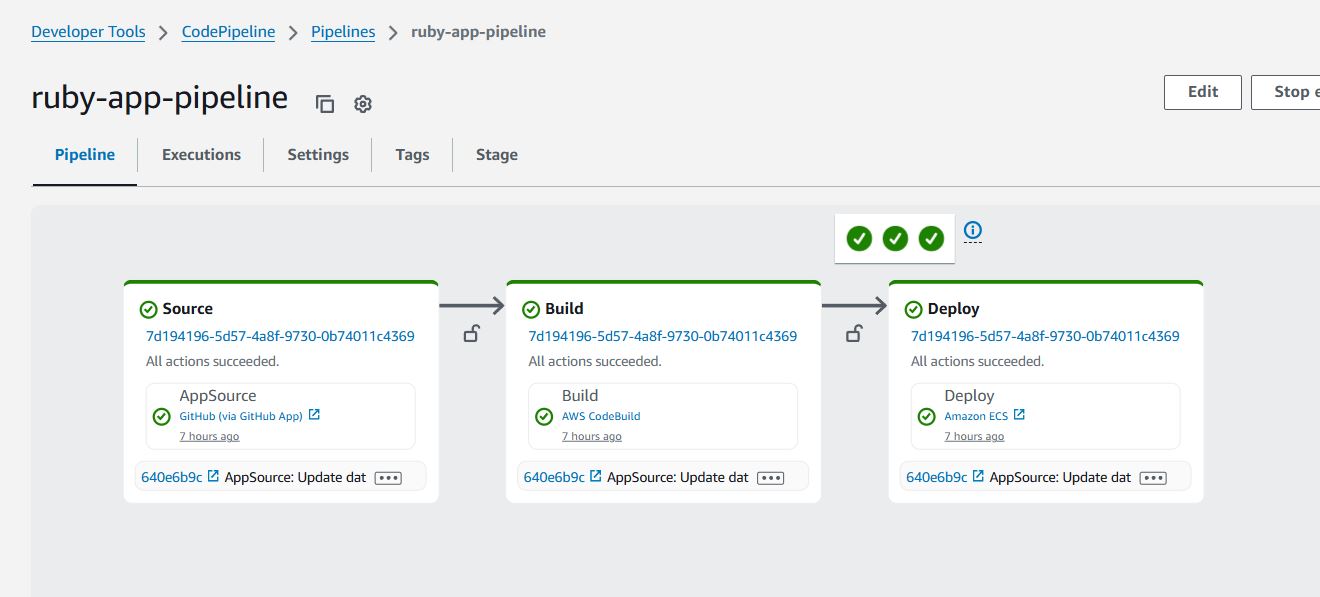 Developer Tools > CodePipeline > Pipelines > ruby-app-pipeline
ruby-app-pipeline
Edit
Stop e
Pipeline
Executions
Settings
Tags
Stage
Source
7d194196-5d57-4a8f-9730-0b74011c4369
All actions succeeded.
AppSource
GitHub (via GitHub App)
7 hours ago
640e6b9c AppSource: Update dat
Build
7d194196-5d57-4a8f-9730-0b74011c4369
All actions succeeded.
Build
AWS CodeBuild
7 hours ago
640e6b9c AppSource: Update dat
Deploy
7d194196-5d57-4a8f-9730-0b74011c4369
All actions succeeded.
Deploy
Amazon ECS
7 hours ago
640e6b9c AppSource: Update dat